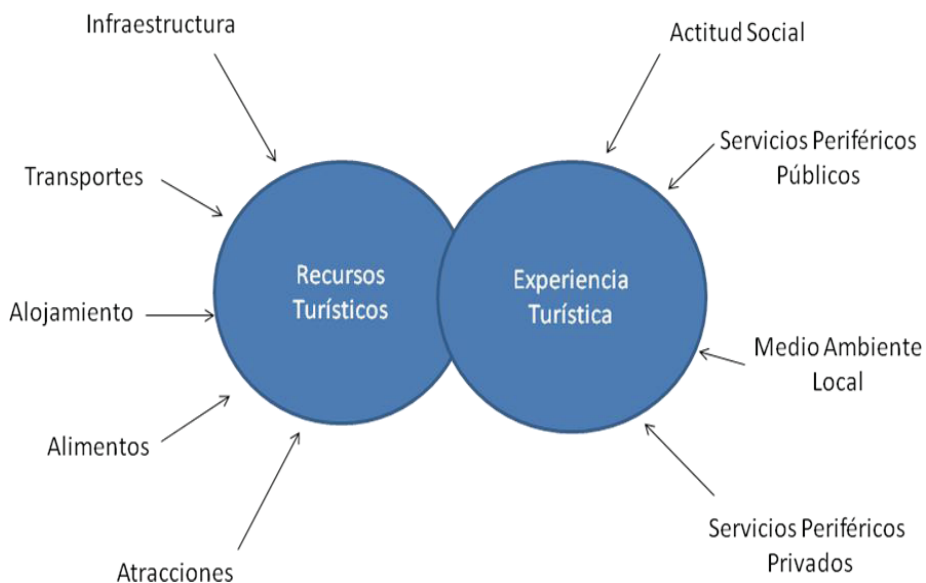 Infraestructura
Actitud Social
Transportes
Servicios Periféricos
Públicos
Recursos
Turísticos
Experiencia
Turística
Alojamiento
Medio Ambiente
Local
Alimentos
Servicios Periféricos
Privados
Atracciones